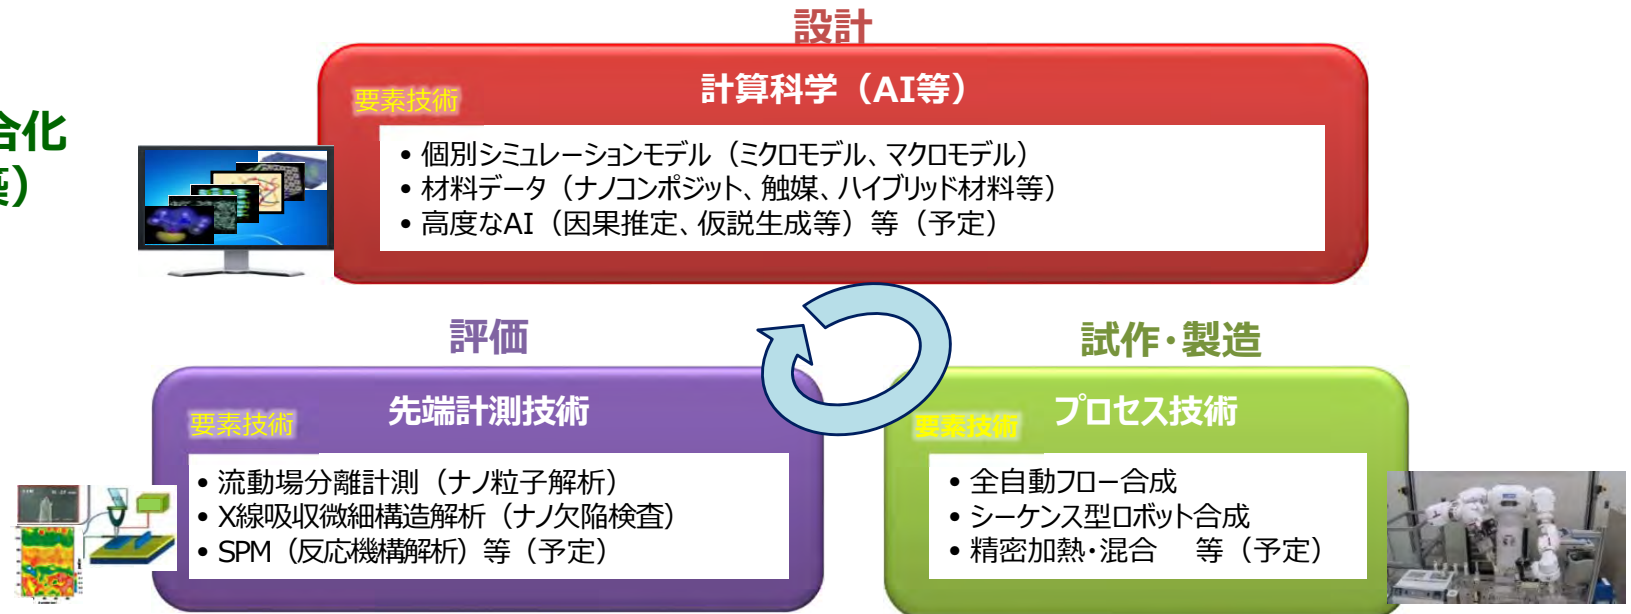 設計
合化
築）
要素技術
計算科学（AI等）
• 個別シミュレーションモデル（ミクロモデル、マクロモデル）
• 材料データ（ナノコンポジット、触媒、ハイブリッド材料等）
• 高度なAI（因果推定、仮説生成等）等（予定）
評価
要素技術
先端計測技術
• 流動場分離計測（ナノ粒子解析）
• X線吸収微細構造解析（ナノ欠陥検査）
• SPM（反応機構解析）等（予定）
試作・製造
要素技術
プロセス技術
• 全自動フロー合成
• シーケンス型ロボット合成
• 精密加熱・混合　等（予定）